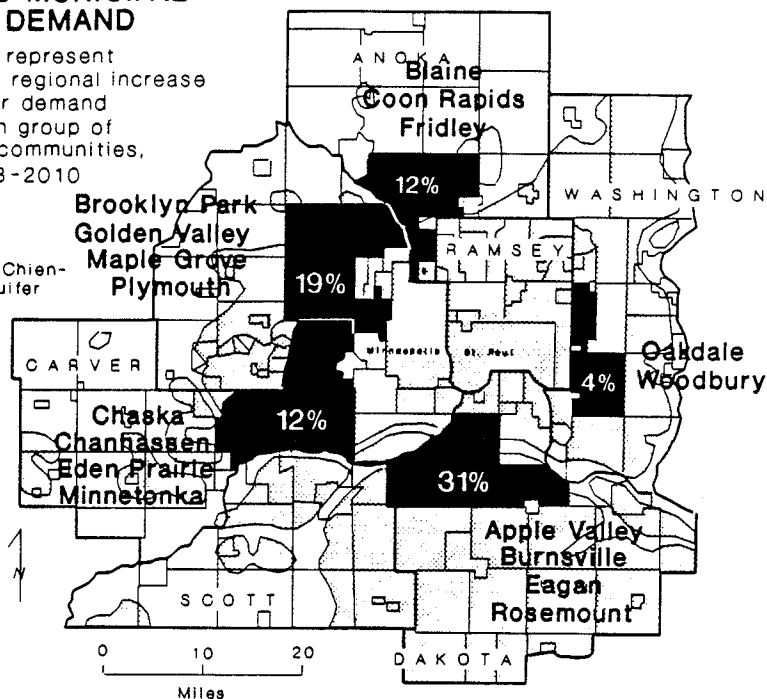 DEMAND
represent
regional increase
demand
group of
communities,
-2010
ANOKA
Blaine
Coon Rapids
Fridley
12%
WASHINGTON
Brooklyn Park
Golden Valley
Maple Grove
Plymouth
RAMSEY
Chien-
19%
Minneapolis
St. Paul
CARVER
Oakdale
Woodbury
4%
Chaska
Chanhassen
Eden Prairie
Minnetonka
12%
31%
Apple Valley
Burnsville
Eagan
Rosemount
N
SCOTT
0 10 20
Miles
DAKOTA